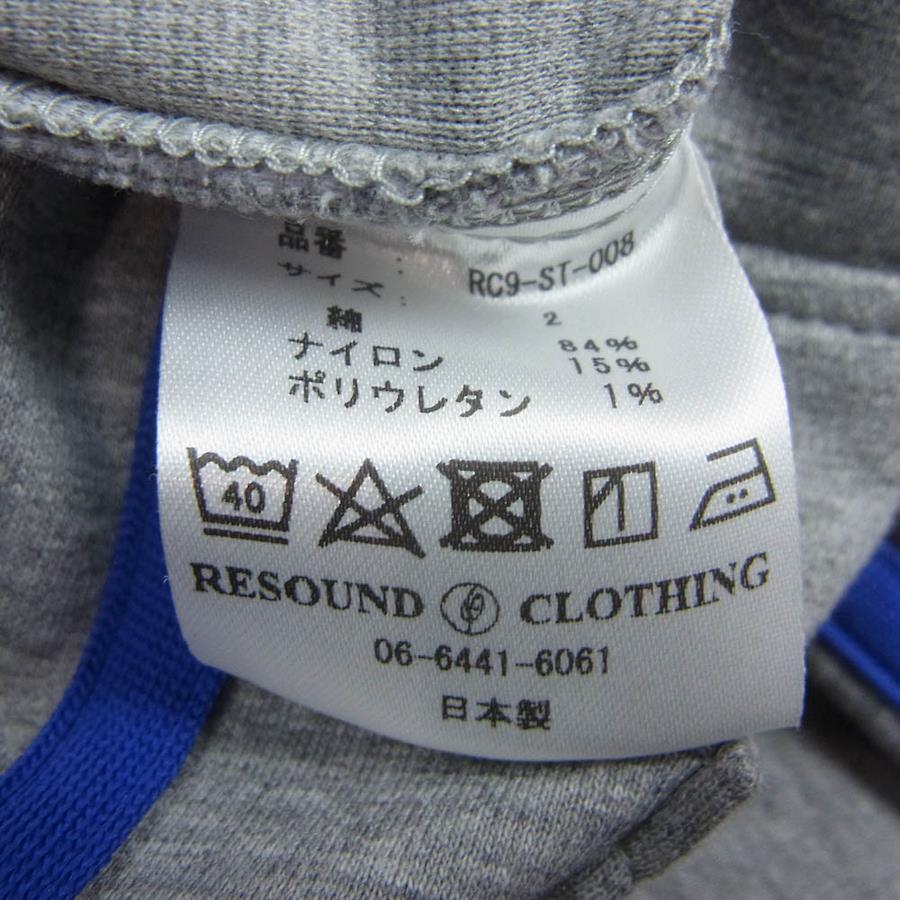 品番 : RC9-ST-008
サイズ : 2
綿 84%
ナイロン 15%
ポリウレタン 1%
40
RESOUND CLOTHING
06-6441-6061
日本製